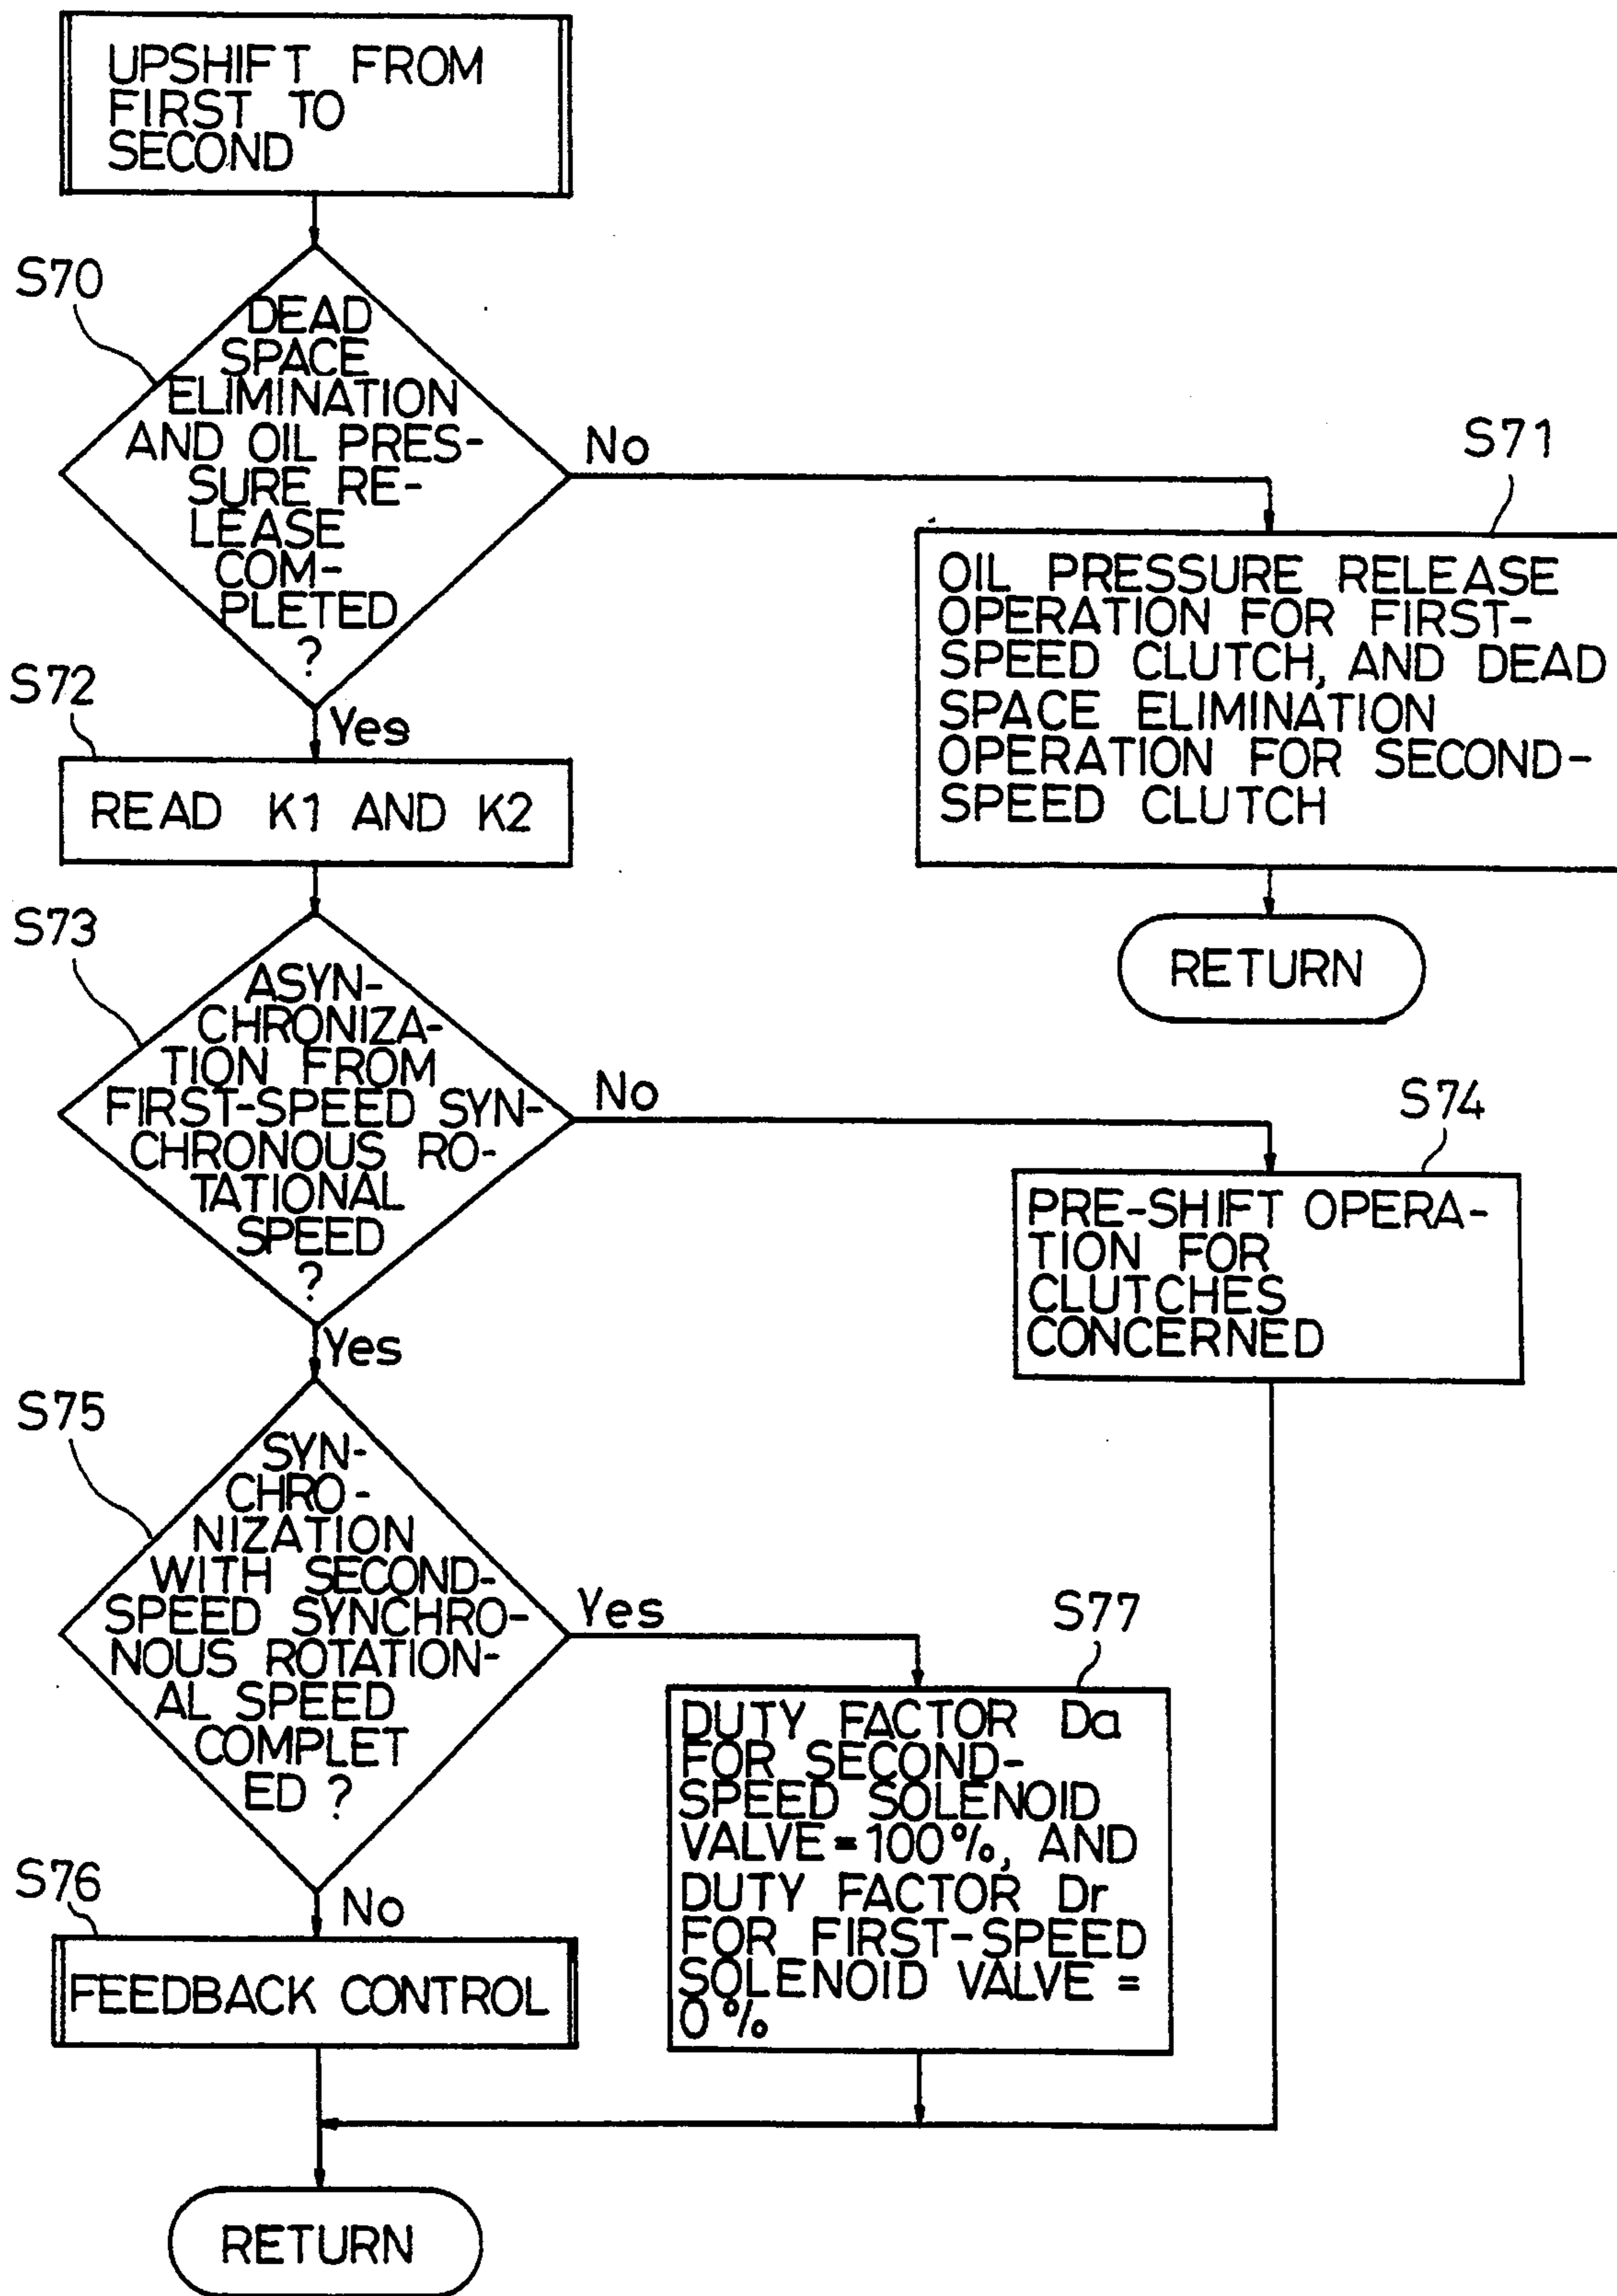 UPSHIFT FROM
FIRST TO
SECOND
S70
DEAD
SPACE
ELIMINATION
AND OIL PRES-
SURE RE-
LEASE
COM-
PLETED
?
No
S71
OIL PRESSURE RELEASE
OPERATION FOR FIRST-
SPEED CLUTCH, AND DEAD
SPACE ELIMINATION
OPERATION FOR SECOND-
SPEED CLUTCH
RETURN
Yes
S72
READ K1 AND K2
S73
ASYN-
CHRONIZA-
TION FROM
FIRST-SPEED SYN-
CHRONOUS RO-
TATIONAL
SPEED
?
No
S74
PRE-SHIFT OPERA-
TION FOR
CLUTCHES
CONCERNED
Yes
S75
SYN-
CHRO-
NIZATION
WITH SECOND-
SPEED SYNCHRO-
NOUS ROTATION-
AL SPEED
COMPLET
ED ?
Yes
S77
DUTY FACTOR Da
FOR SECOND-
SPEED SOLENOID
VALVE=100%, AND
DUTY FACTOR Dr
FOR FIRST-SPEED
SOLENOID VALVE =
0%
No
S76
FEEDBACK CONTROL
RETURN